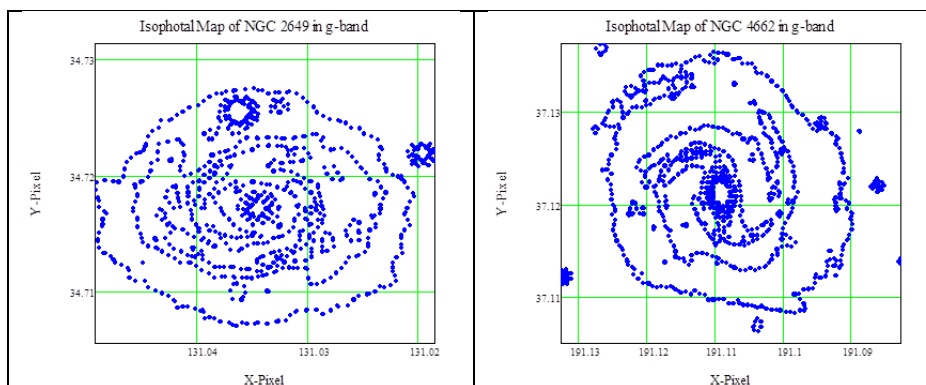 Isophotal Map of NGC 2649 in g-band
34.73
34.72
34.71
Y-Pixel
131.04
131.03
131.02
X-Pixel
Isophotal Map of NGC 4662 in g-band
37.13
37.12
37.11
Y-Pixel
191.13
191.12
191.11
191.1
191.09
X-Pixel